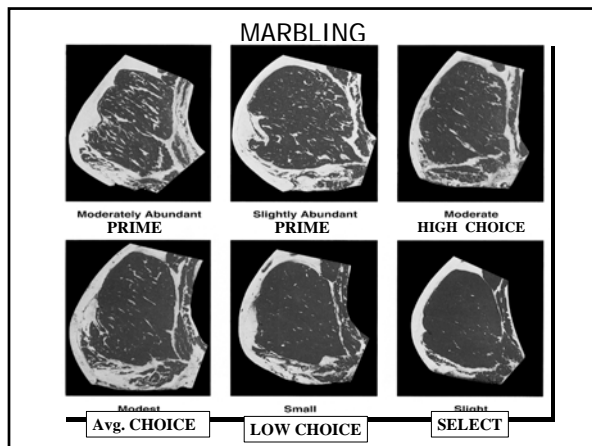 MARBLING
Moderately Abundant
PRIME
Slightly Abundant
PRIME
Moderate
HIGH CHOICE
Modest
Avg. CHOICE
Small
LOW CHOICE
Slight
SELECT